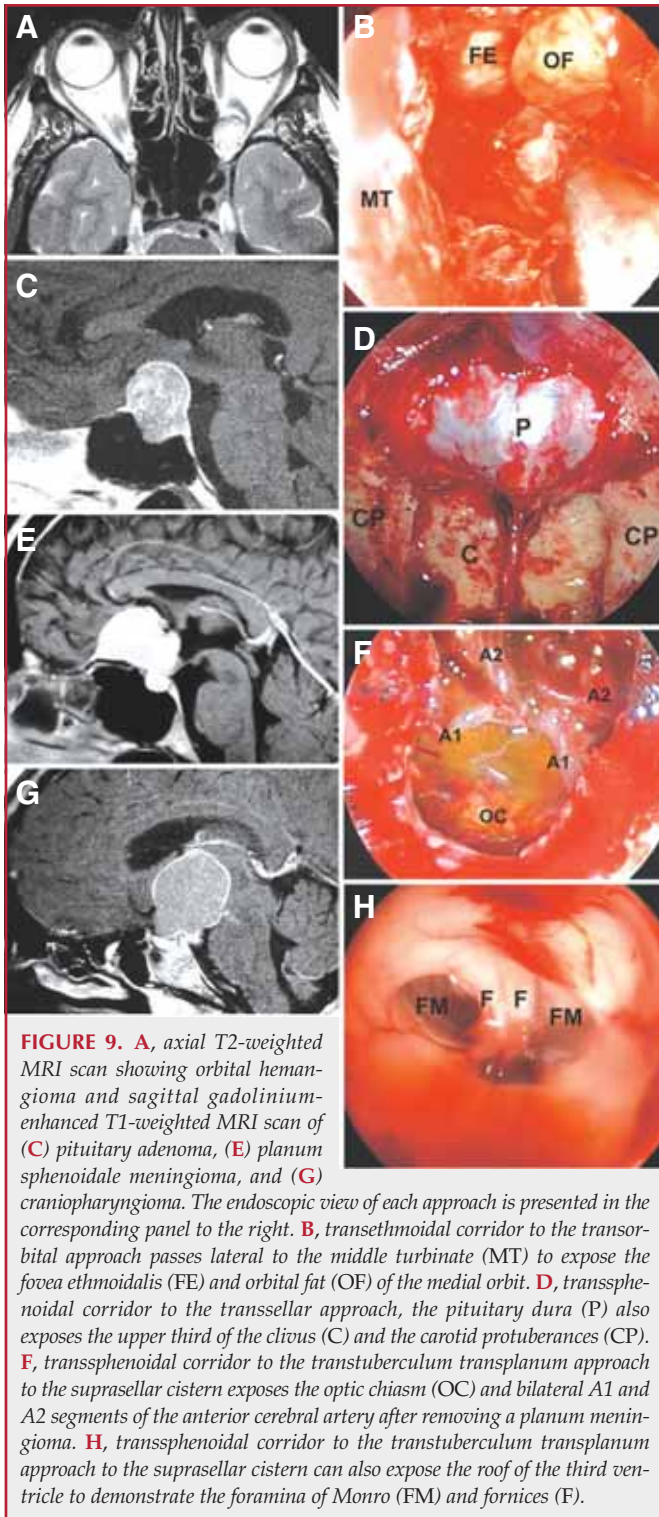 A
B
FE
OF
MT
C
D
P
CP
C
CP
E
F
A2
A2
A1
A1
OC
G
H
FM
F
F
FM
FIGURE 9. A, axial T2-weighted
MRI scan showing orbital heman-
gioma and sagittal gadolinium-
enhanced T1-weighted MRI scan of
(C) pituitary adenoma, (E) planum
sphenoidale meningioma, and (G)
craniopharyngioma. The endoscopic view of each approach is presented in the
corresponding panel to the right. B, transethmoidal corridor to the transor-
bital approach passes lateral to the middle turbinate (MT) to expose the
fovea ethmoidalis (FE) and orbital fat (OF) of the medial orbit. D, transsphe-
noidal corridor to the transsellar approach, the pituitary dura (P) also
exposes the upper third of the clivus (C) and the carotid protuberances (CP).
F, transsphenoidal corridor to the transtuberculum transplanum approach
to the suprasellar cistern exposes the optic chiasm (OC) and bilateral A1 and
A2 segments of the anterior cerebral artery after removing a planum menin-
gioma. H, transsphenoidal corridor to the transtuberculum transplanum
approach to the suprasellar cistern can also expose the roof of the third ven-
tricle to demonstrate the foramina of Monro (FM) and fornices (F).